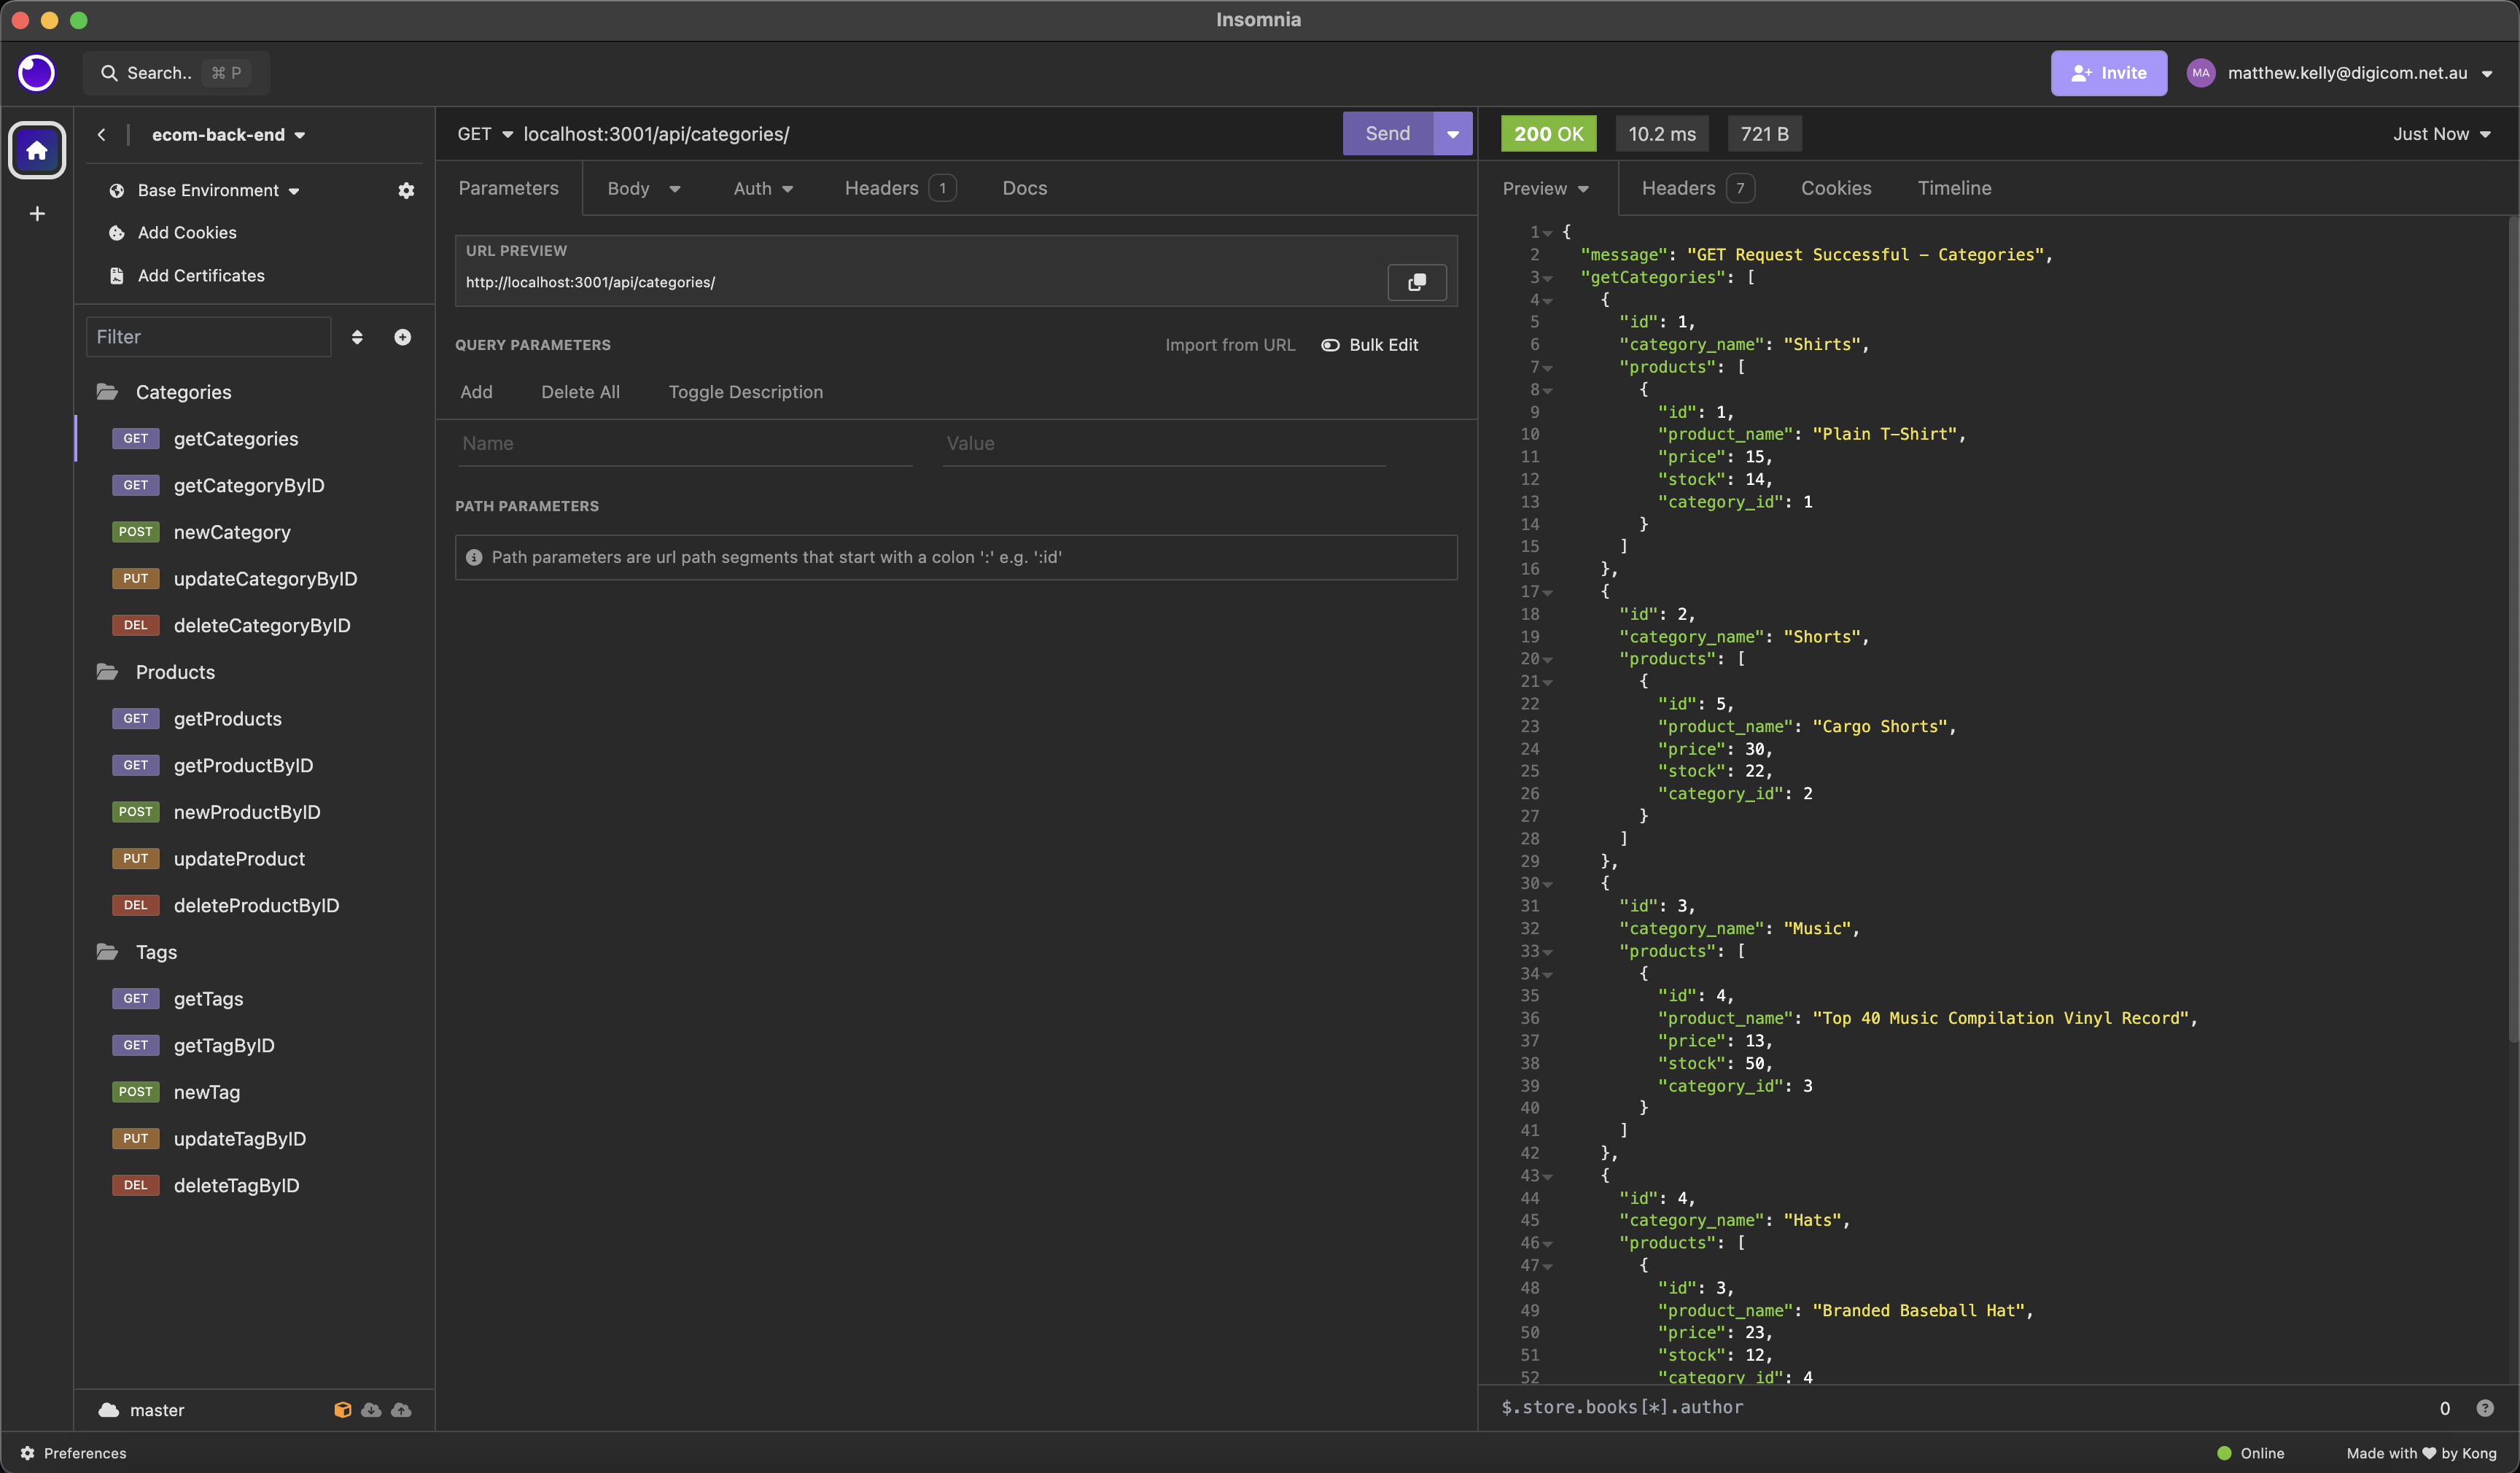 Insomnia
Search.. ⌘ P
Invite
MA
matthew.kelly@digicom.net.au
ecom-back-end
Base Environment
Add Cookies
Add Certificates
Filter
Categories
GET getCategories
GET getCategoryByID
POST newCategory
PUT updateCategoryByID
DEL deleteCategoryByID
Products
GET getProducts
GET getProductByID
POST newProductByID
PUT updateProduct
DEL deleteProductByID
Tags
GET getTags
GET getTagByID
POST newTag
PUT updateTagByID
DEL deleteTagByID
master
GET localhost:3001/api/categories/
Send
Parameters Body Auth Headers 1 Docs
URL PREVIEW
http://localhost:3001/api/categories/
QUERY PARAMETERS Import from URL Bulk Edit
Add Delete All Toggle Description
Name Value
PATH PARAMETERS
Path parameters are url path segments that start with a colon ':' e.g. ':id'
200 OK 10.2 ms 721 B Just Now
Preview Headers 7 Cookies Timeline
1 {
2 "message": "GET Request Successful – Categories",
3 "getCategories": [
4 {
5 "id": 1,
6 "category_name": "Shirts",
7 "products": [
8 {
9 "id": 1,
10 "product_name": "Plain T-Shirt",
11 "price": 15,
12 "stock": 14,
13 "category_id": 1
14 }
15 ]
16 },
17 {
18 "id": 2,
19 "category_name": "Shorts",
20 "products": [
21 {
22 "id": 5,
23 "product_name": "Cargo Shorts",
24 "price": 30,
25 "stock": 22,
26 "category_id": 2
27 }
28 ]
29 },
30 {
31 "id": 3,
32 "category_name": "Music",
33 "products": [
34 {
35 "id": 4,
36 "product_name": "Top 40 Music Compilation Vinyl Record",
37 "price": 13,
38 "stock": 50,
39 "category_id": 3
40 }
41 ]
42 },
43 {
44 "id": 4,
45 "category_name": "Hats",
46 "products": [
47 {
48 "id": 3,
49 "product_name": "Branded Baseball Hat",
50 "price": 23,
51 "stock": 12,
52 "category_id": 4
$.store.books[*].author 0
Preferences
Online
Made with ♥ by Kong